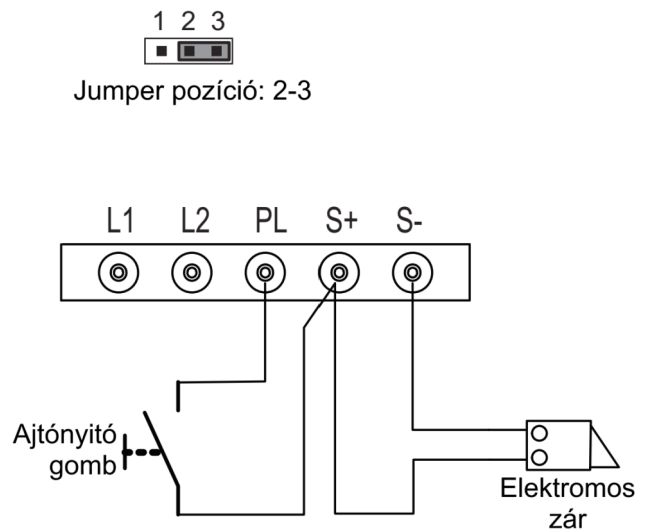 1 2 3
Jumper pozíció: 2-3
L1 L2 PL S+ S-
Ajtónyitó
gomb
Elektromos
zár